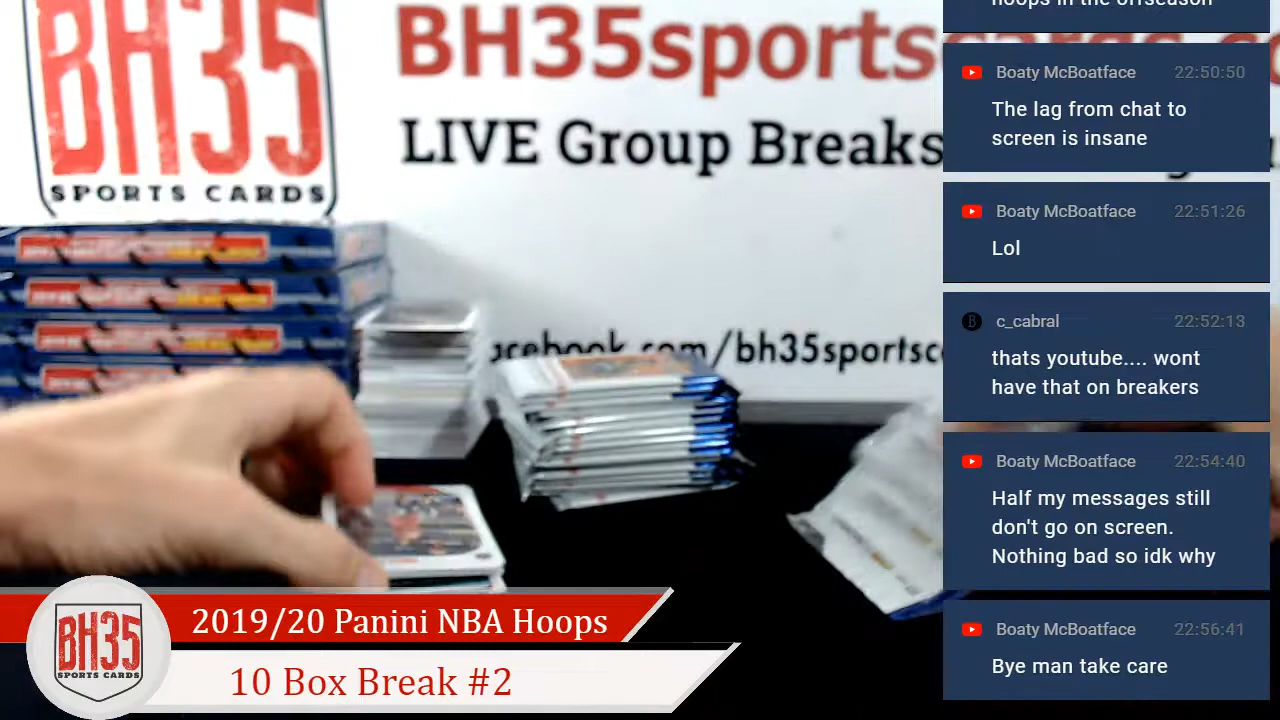 BH35
SPORTS CARDS
BH35sports
LIVE Group Breaks
/bh35sportsc
hoops in the offseason
Boaty McBoatface 22:50:50
The lag from chat to
screen is insane
Boaty McBoatface 22:51:26
Lol
c_cabral 22:52:13
thats youtube.... wont
have that on breakers
Boaty McBoatface 22:54:40
Half my messages still
don't go on screen.
Nothing bad so idk why
Boaty McBoatface 22:56:41
Bye man take care
BH35
SPORTS CARDS
2019/20 Panini NBA Hoops
10 Box Break #2